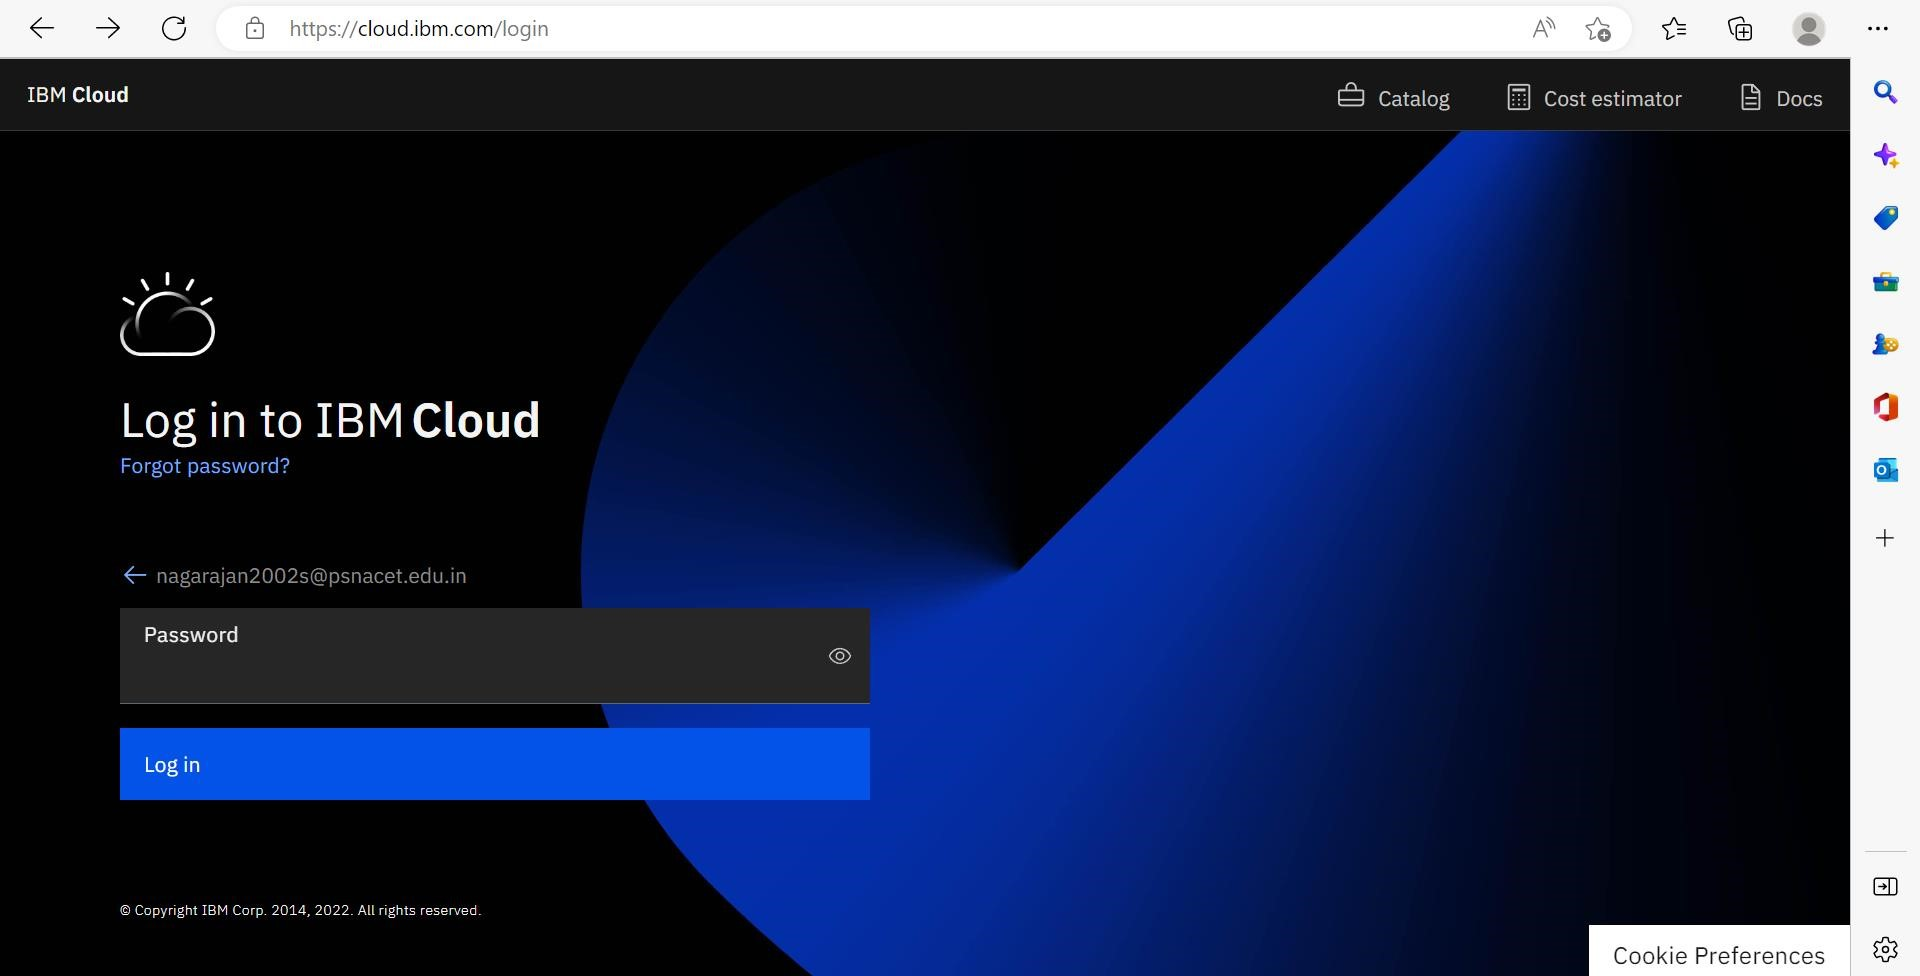 https://cloud.ibm.com/login
IBM Cloud
Catalog
Cost estimator
Docs
Log in to IBM Cloud
Forgot password?
nagarajan2002s@psnacet.edu.in
Password
Log in
© Copyright IBM Corp. 2014, 2022. All rights reserved.
Cookie Preferences